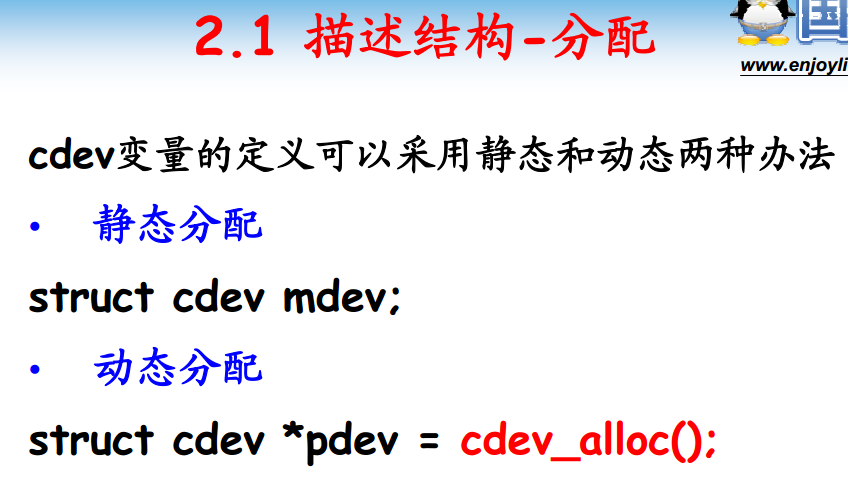 2.1 描述结构-分配
国
www.enjoyli
cdev变量的定义可以采用静态和动态两种办法
• 静态分配
struct cdev mdev;
• 动态分配
struct cdev *pdev = cdev_alloc();